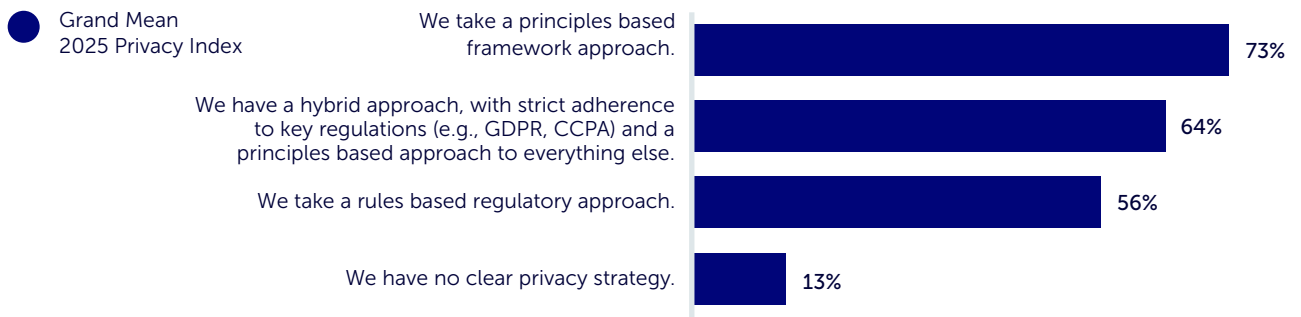 Grand Mean
2025 Privacy Index
We take a principles based
framework approach.
73%
We have a hybrid approach, with strict adherence
to key regulations (e.g., GDPR, CCPA) and a
principles based approach to everything else.
64%
We take a rules based regulatory approach.
56%
We have no clear privacy strategy.
13%